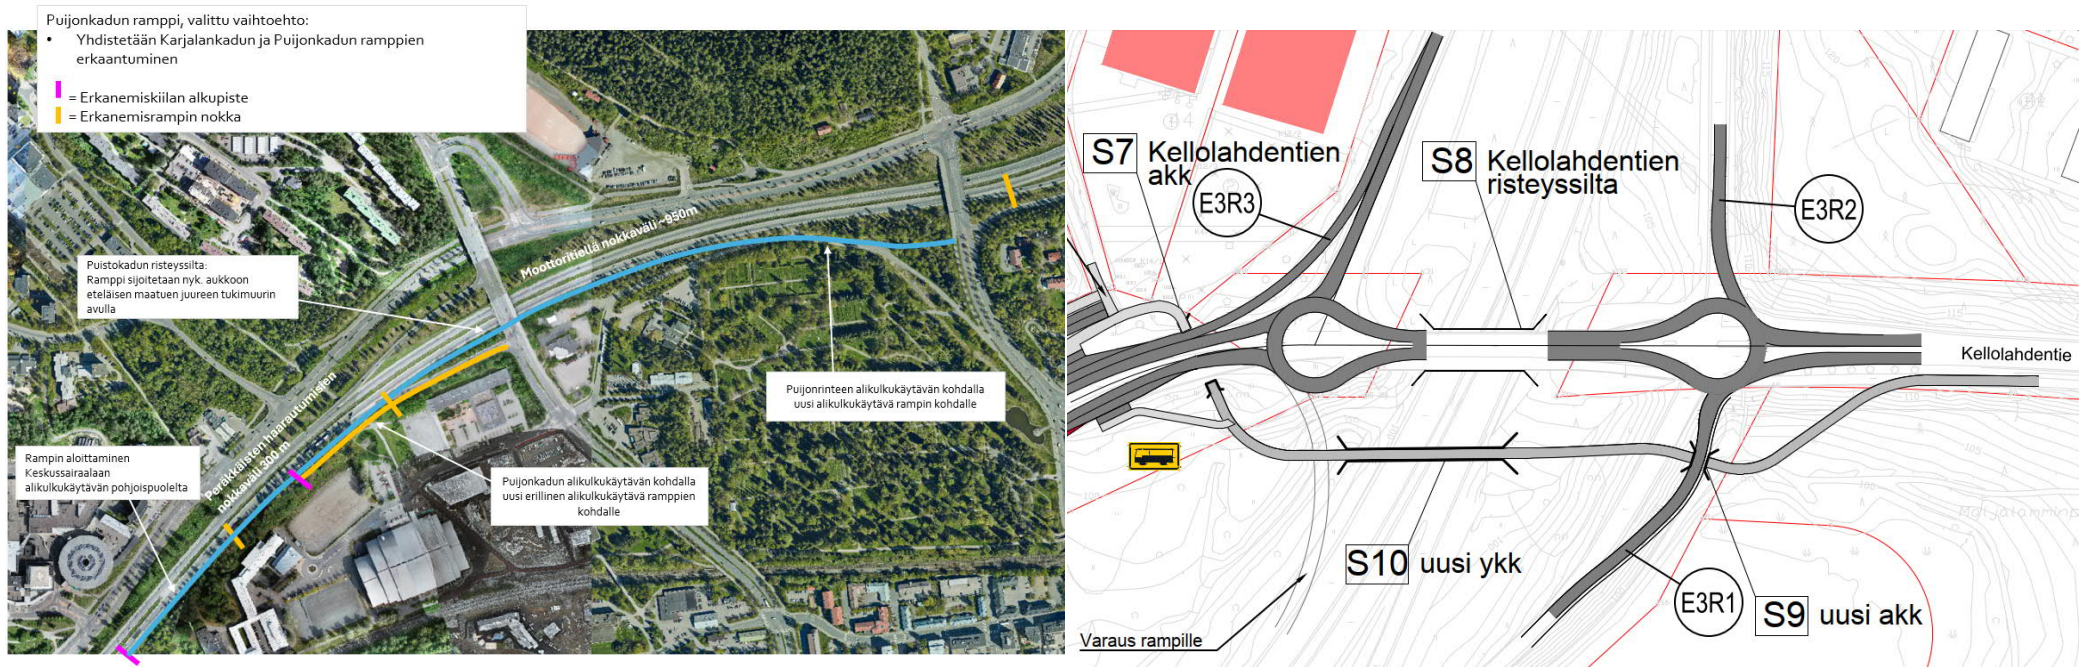 Puijonkadun ramppi, valittu vaihtoehto:
• Yhdistetään Karjalankadun ja Puijonkadun ramppien
erkaantuminen
= Erkanemiskiilan alkupiste
= Erkanemisrampin nokka
Moottoritiellä nokkaväli ~950m
Puistokadun risteyssilta:
Ramppi sijoitetaan nyk. aukkoon
eteläisen maatuen juureen tukimuurin
avulla
Puijonrinteen alikulkukäytävän kohdalla
uusi alikulkukäytävä rampin kohdalle
Peräkkäisten haarautumisien
nokkaväli 300 m
Rampin aloittaminen
Keskussairaalaan
alikulkukäytävän pohjoispuolelta
Puijonkadun alikulkukäytävän kohdalla
uusi erillinen alikulkukäytävä ramppien
kohdalle
S7 Kellolahdentien
akk
E3R3
S8 Kellolahdentien
risteyssilta
E3R2
Kellolahdentie
S10 uusi ykk
E3R1
S9 uusi akk
Varaus rampille